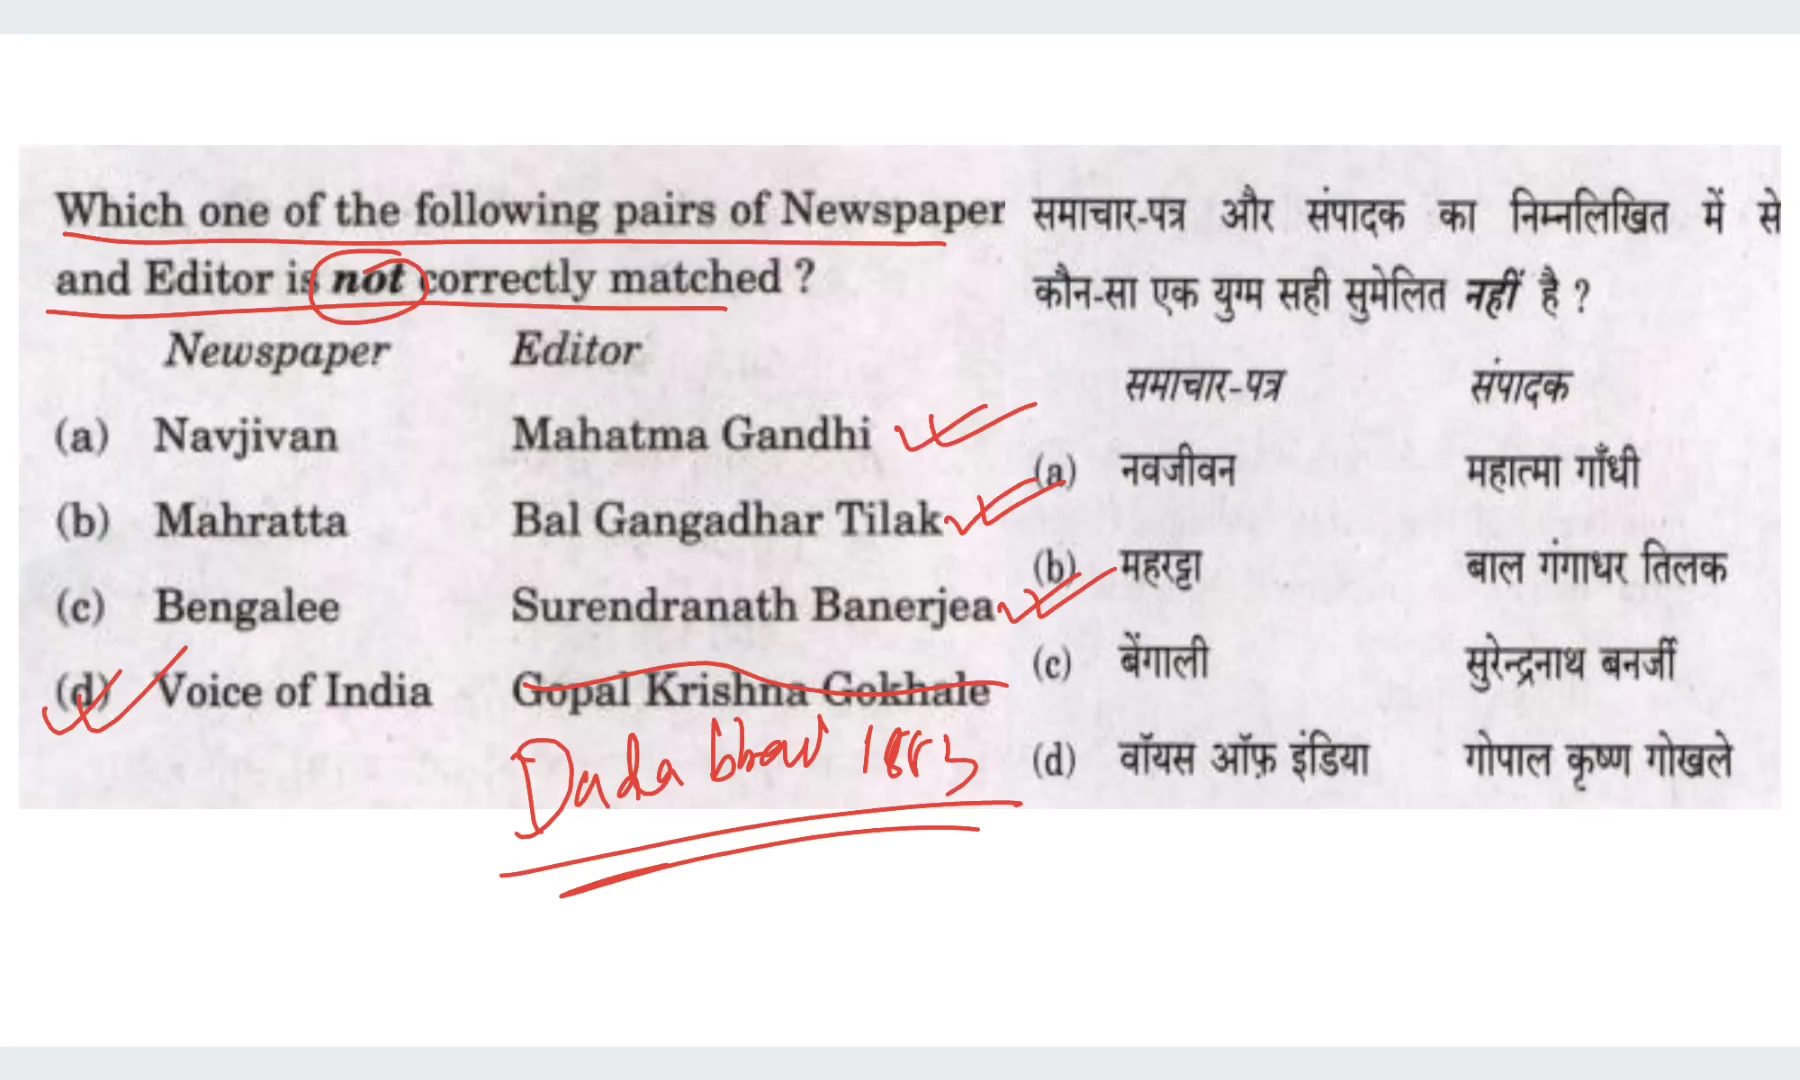 Which one of the following pairs of Newspaper
and Editor is not correctly matched ?
Newspaper Editor
(a) Navjivan Mahatma Gandhi
(b) Mahratta Bal Gangadhar Tilak
(c) Bengalee Surendranath Banerjea
(d) Voice of India Gopal Krishna Gokhale
Dada bhai 1883
समाचार-पत्र और संपादक का निम्नलिखित में से
कौन-सा एक युग्म सही सुमेलित नहीं है ?
समाचार-पत्र संपादक
(a) नवजीवन महात्मा गाँधी
(b) महरट्टा बाल गंगाधर तिलक
(c) बेंगाली सुरेन्द्रनाथ बनर्जी
(d) वॉयस ऑफ़ इंडिया गोपाल कृष्ण गोखले